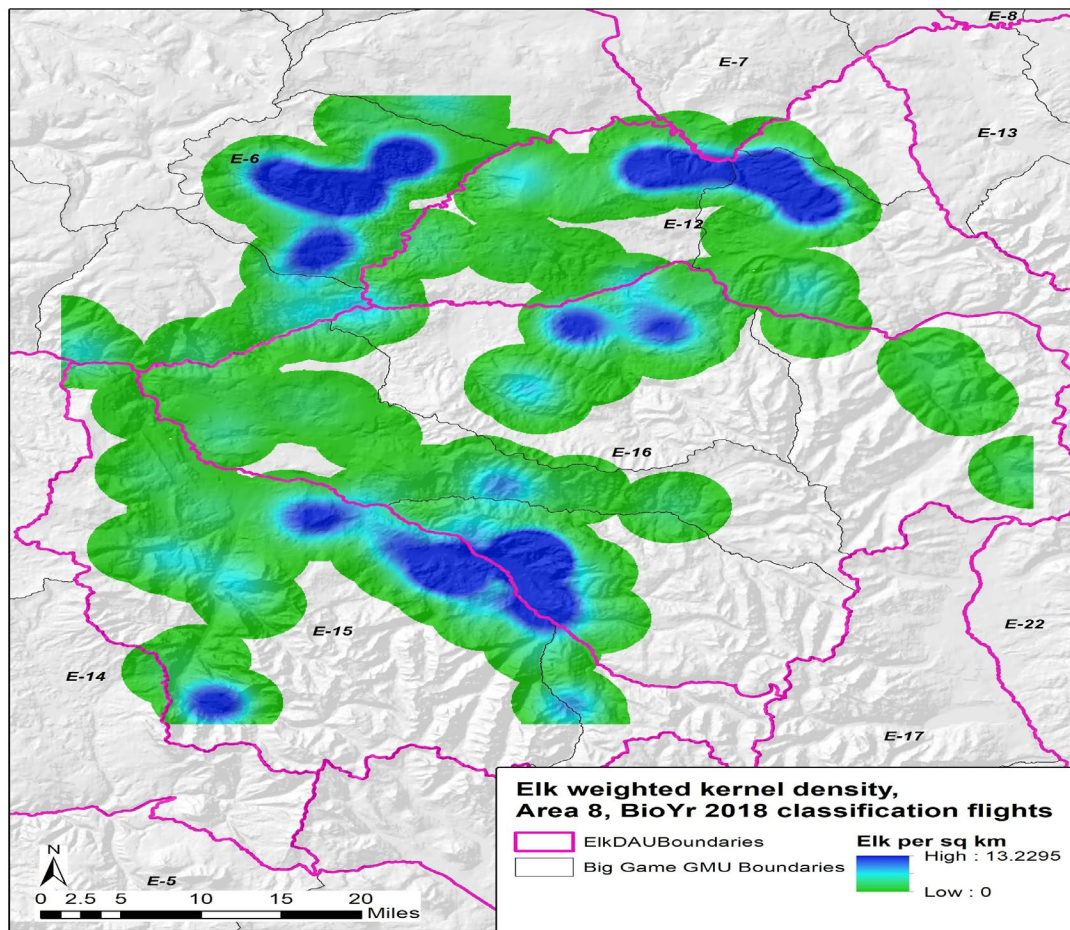 E-8
E-7
E-13
E-6
E-12
E-16
E-15
E-22
E-14
E-17
Elk weighted kernel density,
Area 8, BioYr 2018 classification flights
ElkDAUBoundaries
Big Game GMU Boundaries
Elk per sq km
High : 13.2295
Low : 0
N
E-5
0 2.5 5 10 15 20
Miles